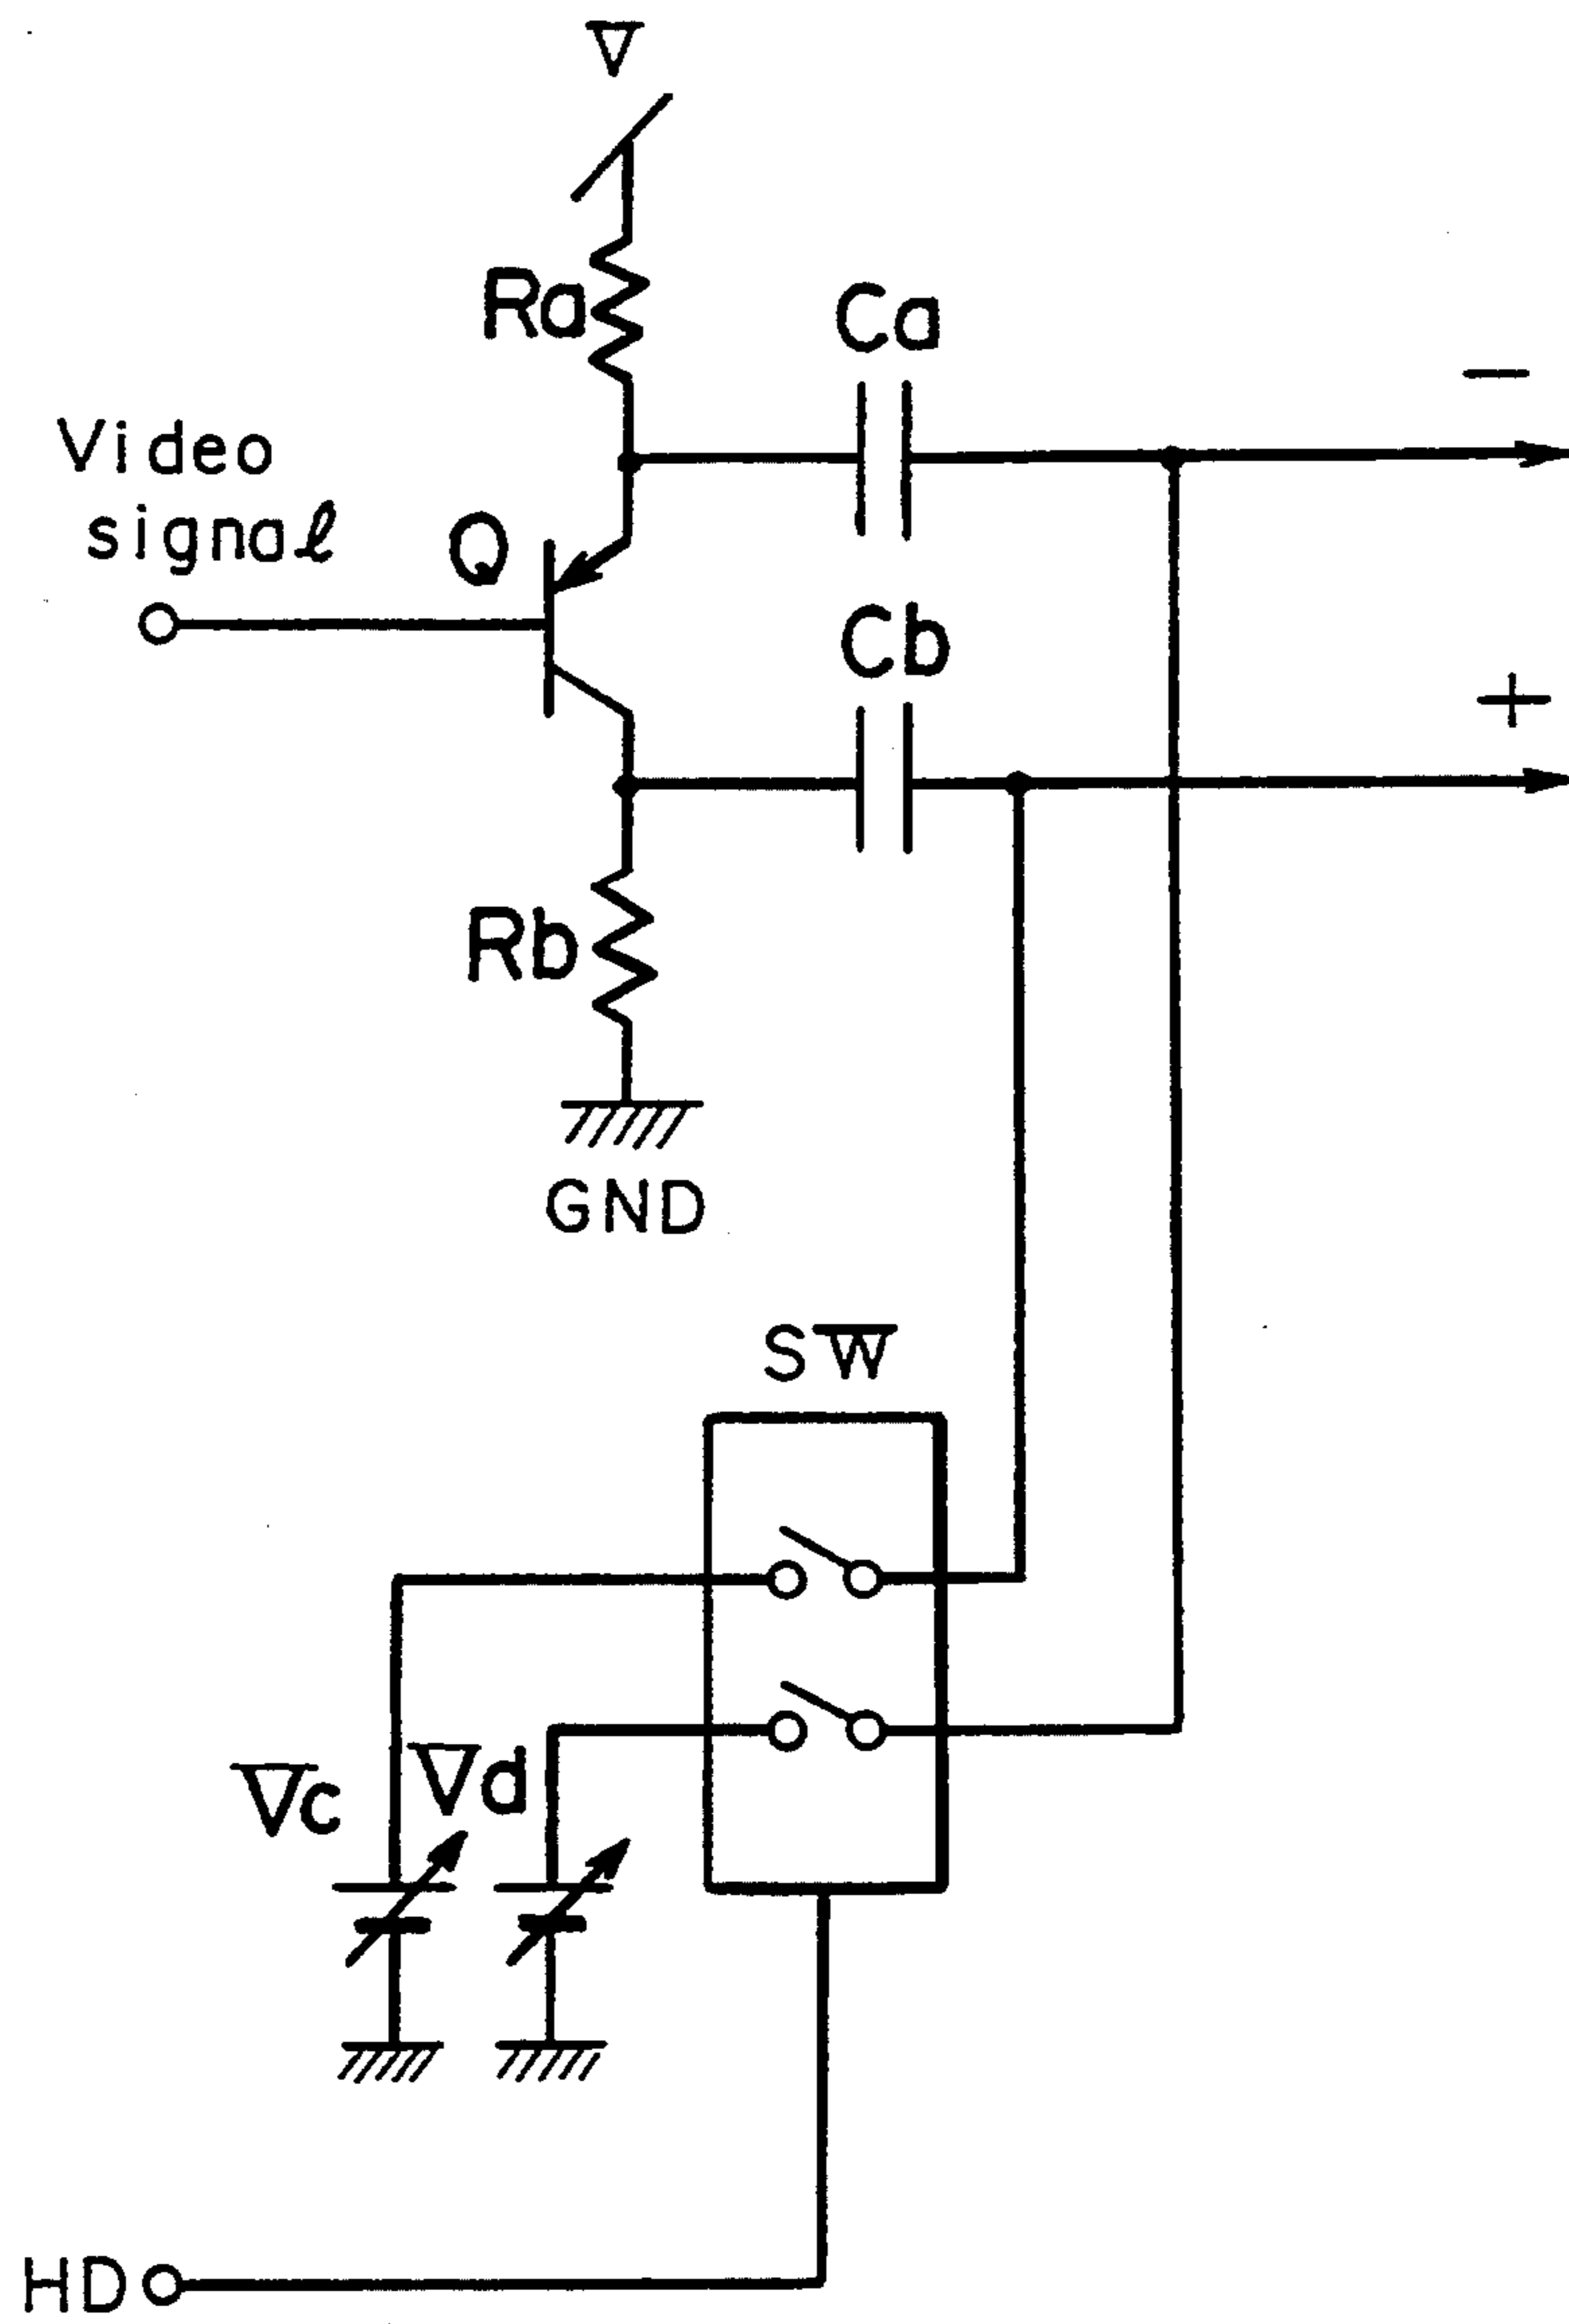 V
Ra
Ca
−
Video
signal
Q
Cb
+
Rb
GND
SW
Vc
Vd
HD